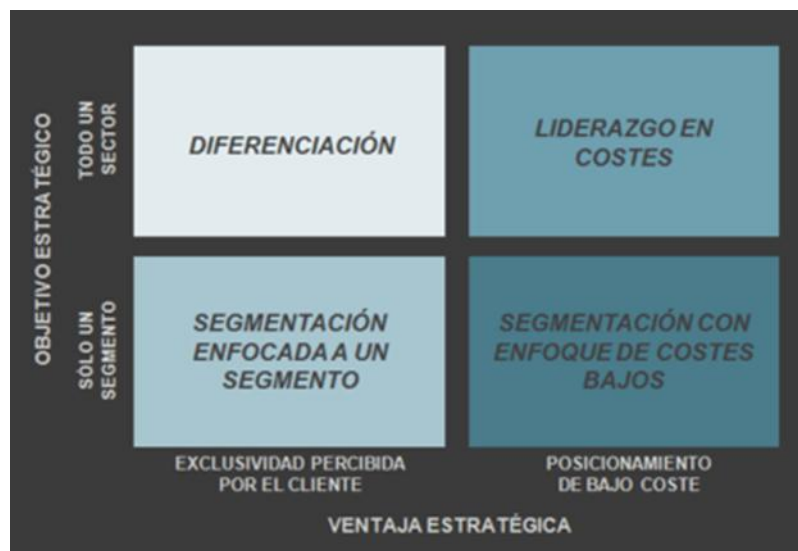 OBJETIVO ESTRATÉGICO
TODO UN
SECTOR
DIFERENCIACIÓN
LIDERAZGO EN
COSTES
SÓLO UN
SEGMENTO
SEGMENTACIÓN
ENFOCADA A UN
SEGMENTO
SEGMENTACIÓN CON
ENFOQUE DE COSTES
BAJOS
EXCLUSIVIDAD PERCIBIDA
POR EL CLIENTE
POSICIONAMIENTO
DE BAJO COSTE
VENTAJA ESTRATÉGICA